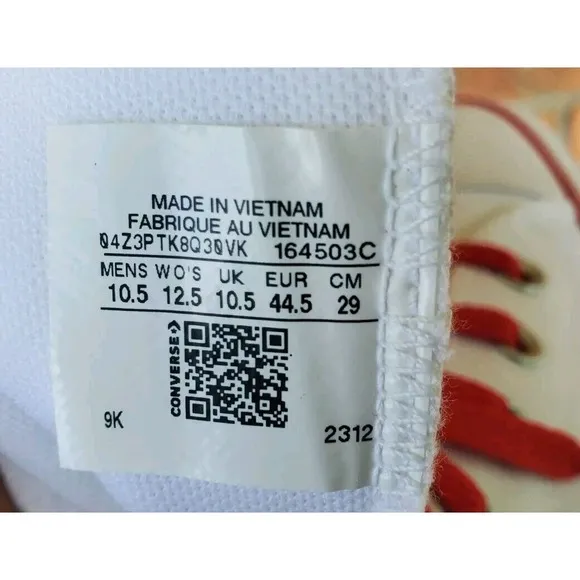 MADE IN VIETNAM
FABRIQUE AU VIETNAM
04Z3PTK8Q30VK 164503C
MENS WO'S UK EUR CM
10.5 12.5 10.5 44.5 29
CONVERSE
9K 2312